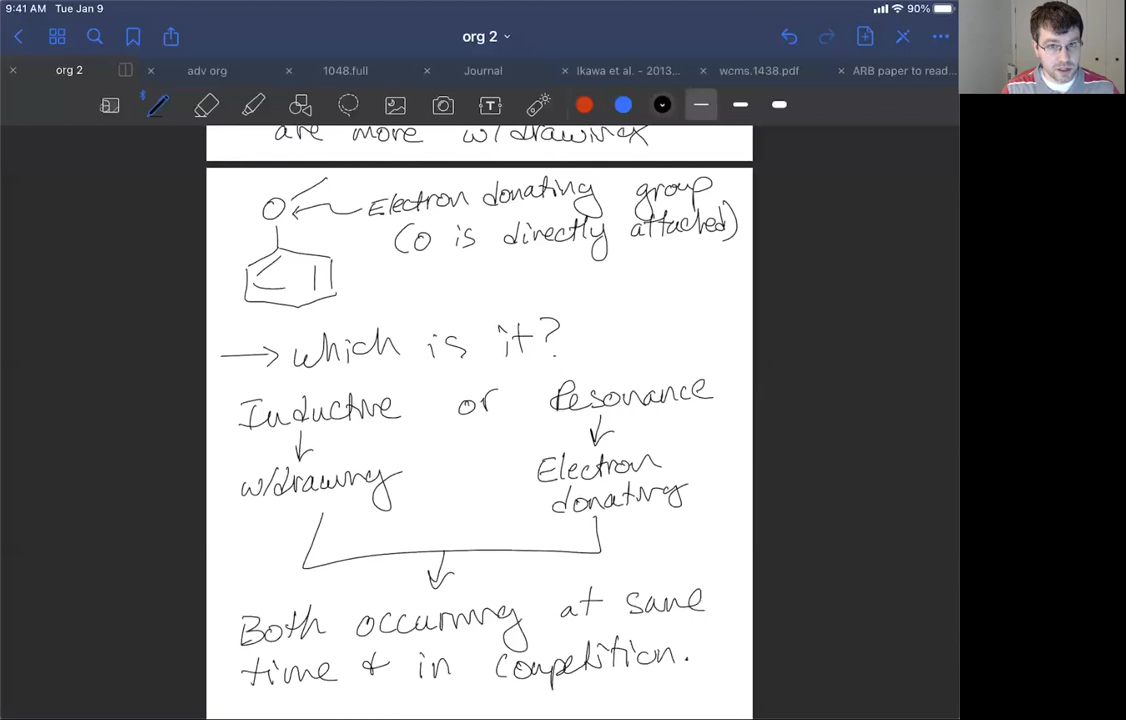 9:41 AM Tue Jan 9 90%
org 2
org 2 adv org 1048.full Journal Ikawa et al. - 2013... wcms.1438.pdf ARB paper to read...
T
are more w/drawing
O Electron donating group
(O is directly attached)
→ which is it?
Inductive or Resonance
w/drawing Electron
donating
Both occurring at same
time + in competition.